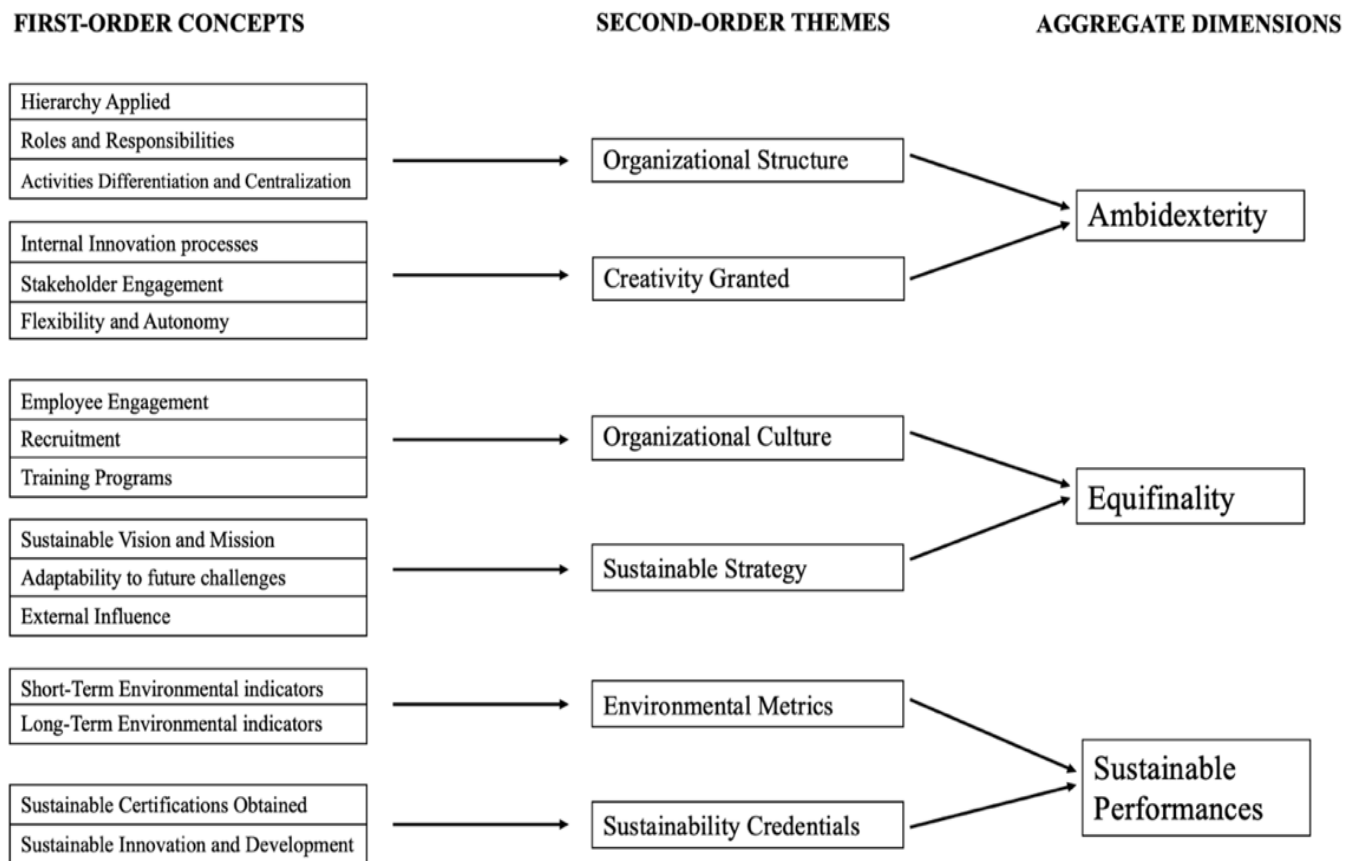 FIRST-ORDER CONCEPTS
SECOND-ORDER THEMES
AGGREGATE DIMENSIONS
Hierarchy Applied
Roles and Responsibilities
Activities Differentiation and Centralization
Organizational Structure
Internal Innovation processes
Stakeholder Engagement
Flexibility and Autonomy
Creativity Granted
Ambidexterity
Employee Engagement
Recruitment
Training Programs
Organizational Culture
Sustainable Vision and Mission
Adaptability to future challenges
External Influence
Sustainable Strategy
Equifinality
Short-Term Environmental indicators
Long-Term Environmental indicators
Environmental Metrics
Sustainable Certifications Obtained
Sustainable Innovation and Development
Sustainability Credentials
Sustainable
Performances